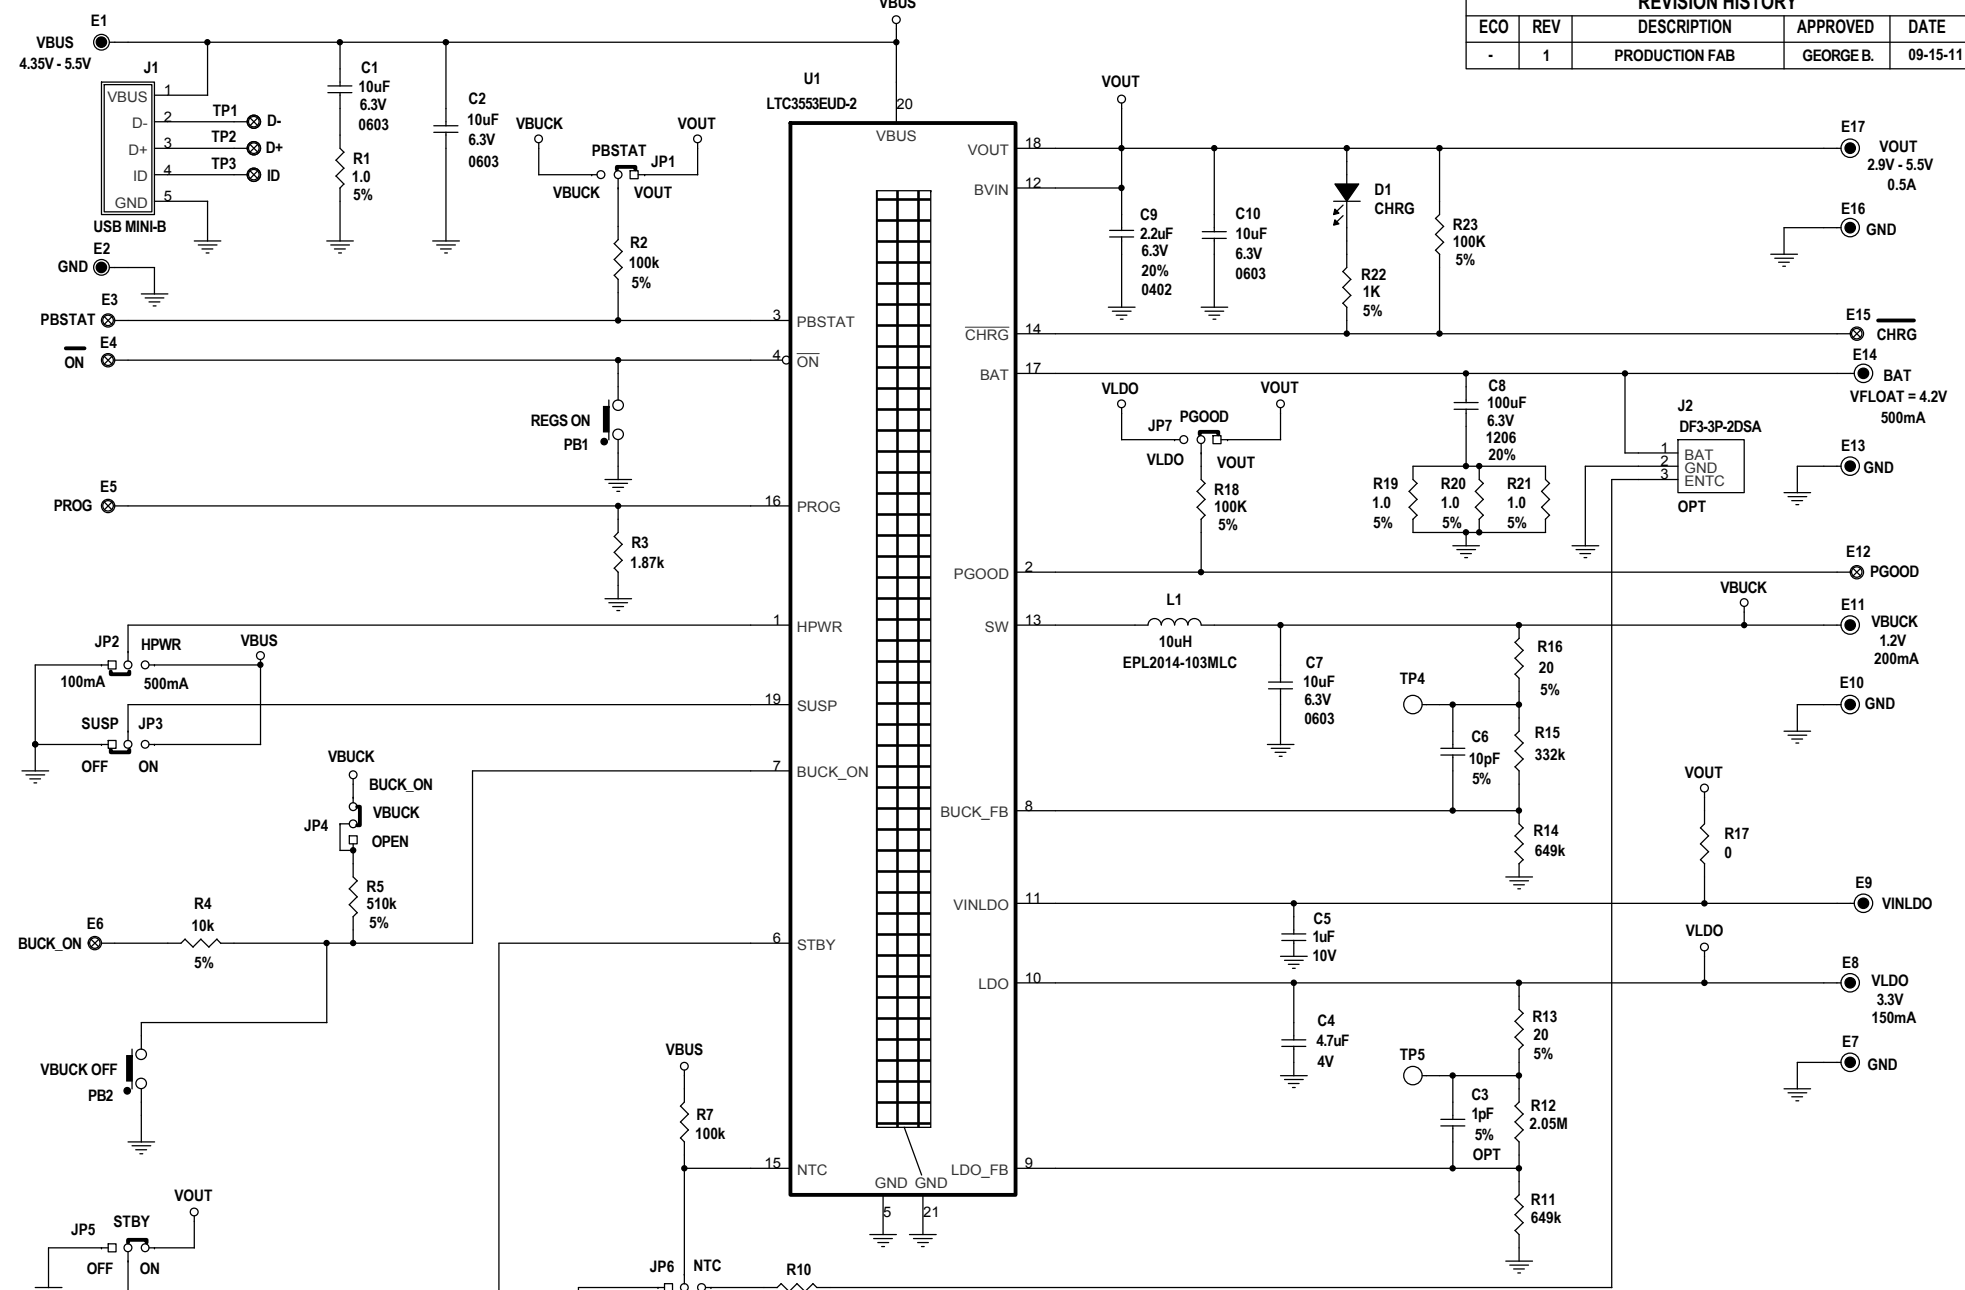 VBUS
REVISION HISTORY
ECO REV DESCRIPTION APPROVED DATE
- 1 PRODUCTION FAB GEORGE B. 09-15-11
E1
VBUS
4.35V - 5.5V
J1
VBUS 1
D- 2
D+ 3
ID 4
GND 5
USB MINI-B
TP1 D-
TP2 D+
TP3 ID
E2
GND
C1
10uF
6.3V
0603
R1
1.0
5%
C2
10uF
6.3V
0603
VBUCK
PBSTAT
JP1
VOUT
VBUCK
VOUT
R2
100k
5%
E3
PBSTAT
E4
ON
REGS ON
PB1
E5
PROG
R3
1.87k
JP2 HPWR
VBUS
100mA 500mA
SUSP JP3
OFF ON
VBUCK
BUCK_ON
VBUCK
JP4
OPEN
R5
510k
5%
R4
10k
5%
E6
BUCK_ON
VBUCK OFF
PB2
VOUT
STBY
JP5
OFF ON
VBUS
R7
100k
JP6 NTC
R10
U1
LTC3553EUD-2
20
VBUS
3 PBSTAT
4 ON
16 PROG
1 HPWR
19 SUSP
7 BUCK_ON
6 STBY
15 NTC
GND GND
5 21
VOUT 18
BVIN 12
CHRG 14
BAT 17
PGOOD 2
SW 13
BUCK_FB 8
VINLDO 11
LDO 10
LDO_FB 9
VOUT
C9
2.2uF
6.3V
20%
0402
C10
10uF
6.3V
0603
D1
CHRG
R22
1K
5%
R23
100K
5%
E17
VOUT
2.9V - 5.5V
0.5A
E16
GND
E15
CHRG
E14
BAT
VFLOAT = 4.2V
500mA
VLDO
VOUT
JP7
PGOOD
VLDO
VOUT
R18
100K
5%
C8
100uF
6.3V
1206
20%
R19
1.0
5%
R20
1.0
5%
R21
1.0
5%
J2
DF3-3P-2DSA
1 BAT
2 GND
3 ENTC
OPT
E13
GND
E12
PGOOD
VBUCK
E11
VBUCK
1.2V
200mA
L1
10uH
EPL2014-103MLC
C7
10uF
6.3V
0603
R16
20
5%
TP4
C6
10pF
5%
R15
332k
E10
GND
R14
649k
VOUT
R17
0
E9
VINLDO
C5
1uF
10V
VLDO
E8
VLDO
3.3V
150mA
C4
4.7uF
4V
R13
20
5%
TP5
C3
1pF
5%
OPT
R12
2.05M
E7
GND
R11
649k